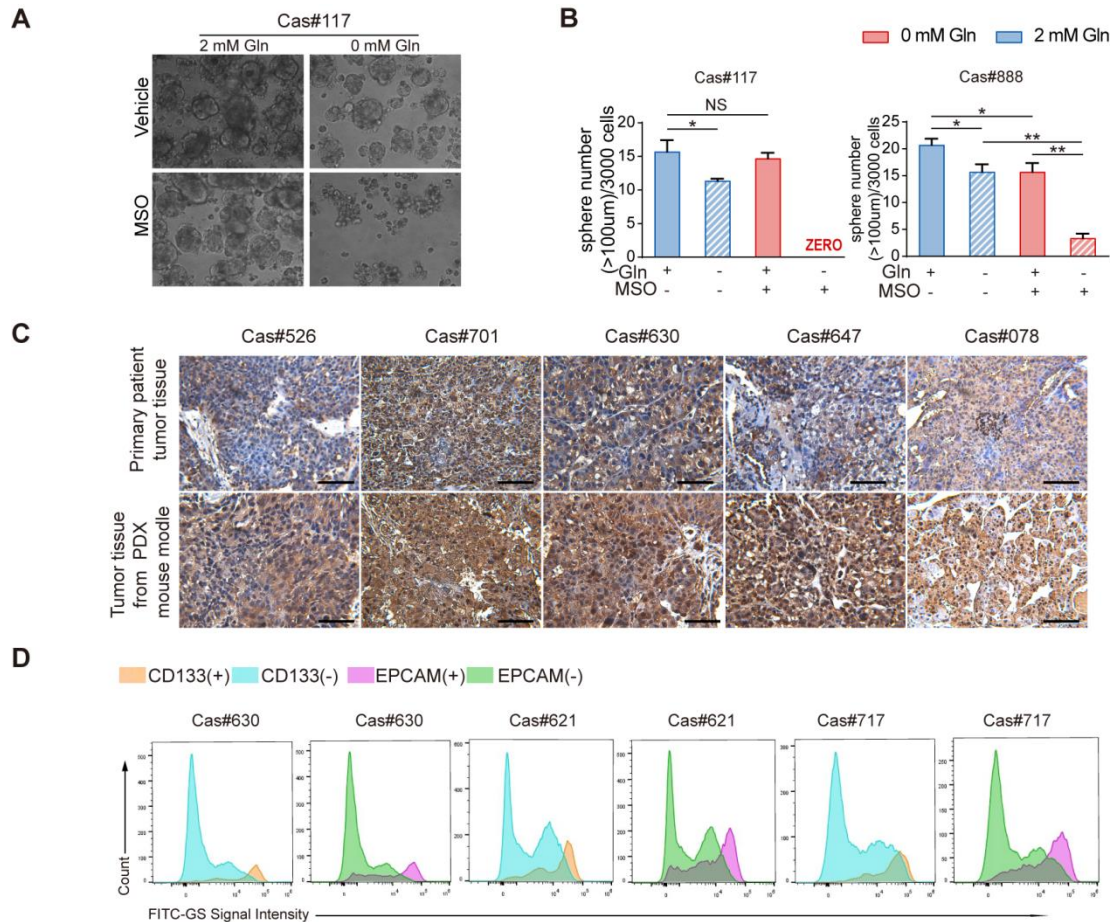 A
Cas#117
2 mM Gln
0 mM Gln
Vehicle
MSO
B
0 mM Gln
2 mM Gln
Cas#117
sphere number
(>100um)/3000 cells
20
15
10
5
0
NS
*
ZERO
Gln + - + -
MSO - - + +
Cas#888
sphere number
(>100um)/3000 cells
25
20
15
10
5
0
*
*
**
**
Gln + - + -
MSO - - + +
C
Cas#526
Cas#701
Cas#630
Cas#647
Cas#078
Primary patient
tumor tissue
Tumor tissue
from PDX
mouse modle
D
CD133(+)
CD133(-)
EPCAM(+)
EPCAM(-)
Cas#630
Cas#630
Cas#621
Cas#621
Cas#717
Cas#717
Count
FITC-GS Signal Intensity